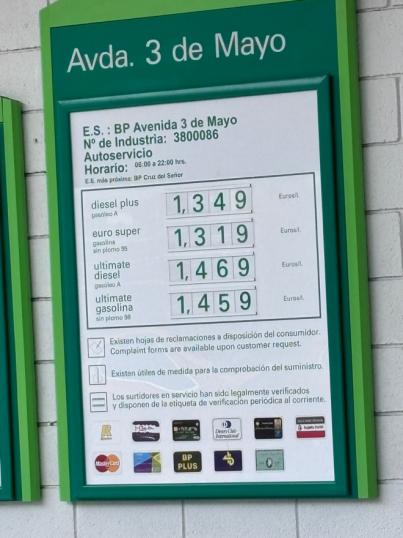 Avda. 3 de Mayo
E.S. : BP Avenida 3 de Mayo
Nº de Industria: 3800086
Autoservicio
Horario: 06:00 a 22:00 hrs.
E.E. más próxima: BP Cruz del Señor
diesel plus
gasóleo A
1,349 Euros/l.
euro super
gasolina
sin plomo 95
1,319 Euros/l.
ultimate
diesel
gasóleo A
1,469 Euros/l.
ultimate
gasolina
sin plomo 98
1,459 Euros/l.
Existen hojas de reclamaciones a disposición del consumidor.
Complaint forms are available upon customer request.
Existen útiles de medida para la comprobación del suministro.
Los surtidores en servicio han sido legalmente verificados
y disponen de la etiqueta de verificación periódica al corriente.
Diners Club
International
MasterCard
BP
PLUS